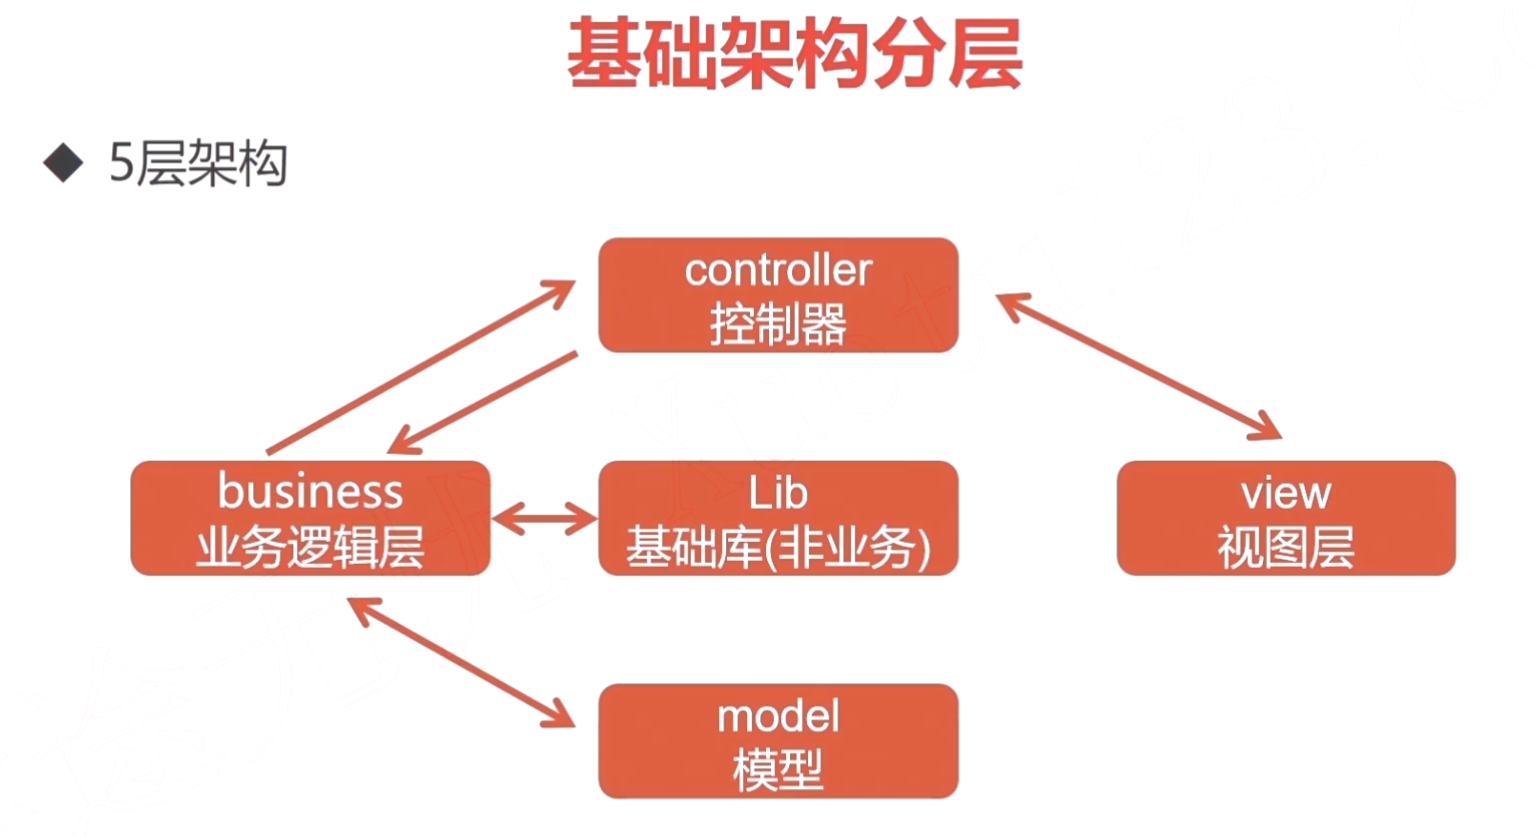 基础架构分层
5层架构
controller
控制器
business
业务逻辑层
Lib
基础库(非业务)
view
视图层
model
模型